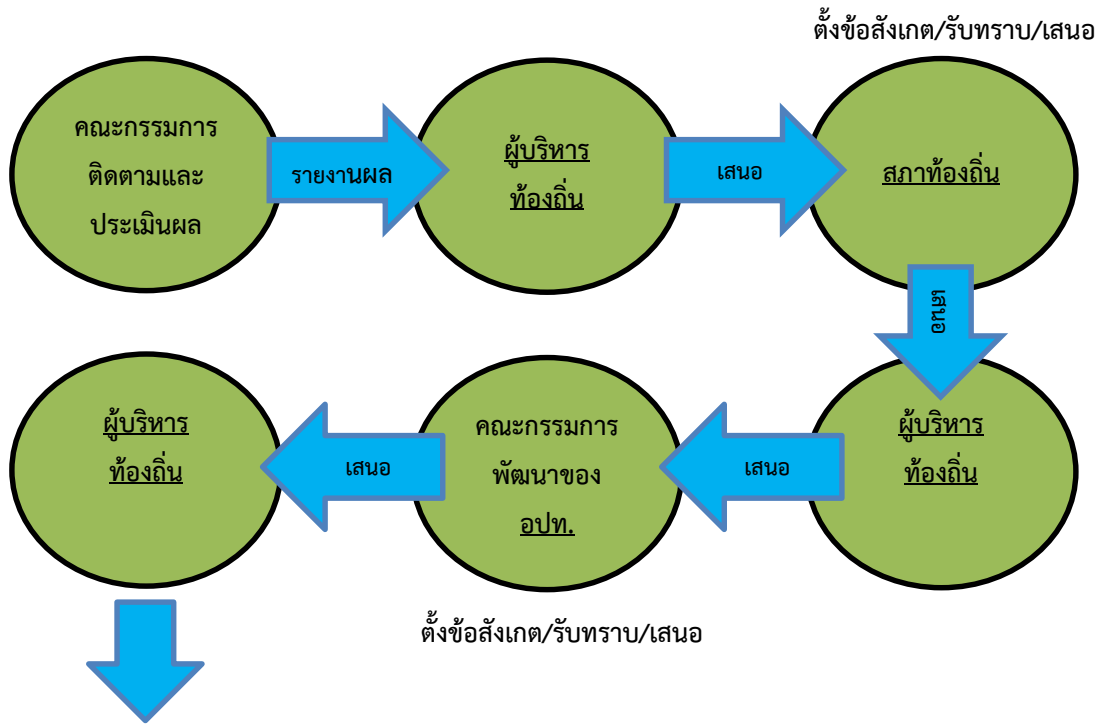 ตั้งข้อสังเกต/รับทราบ/เสนอ
คณะกรรมการ
ติดตามและ
ประเมินผล
รายงานผล
ผู้บริหาร
ท้องถิ่น
เสนอ
สภาท้องถิ่น
เสนอ
ผู้บริหาร
ท้องถิ่น
เสนอ
คณะกรรมการ
พัฒนาของ
อปท.
เสนอ
ผู้บริหาร
ท้องถิ่น
ตั้งข้อสังเกต/รับทราบ/เสนอ